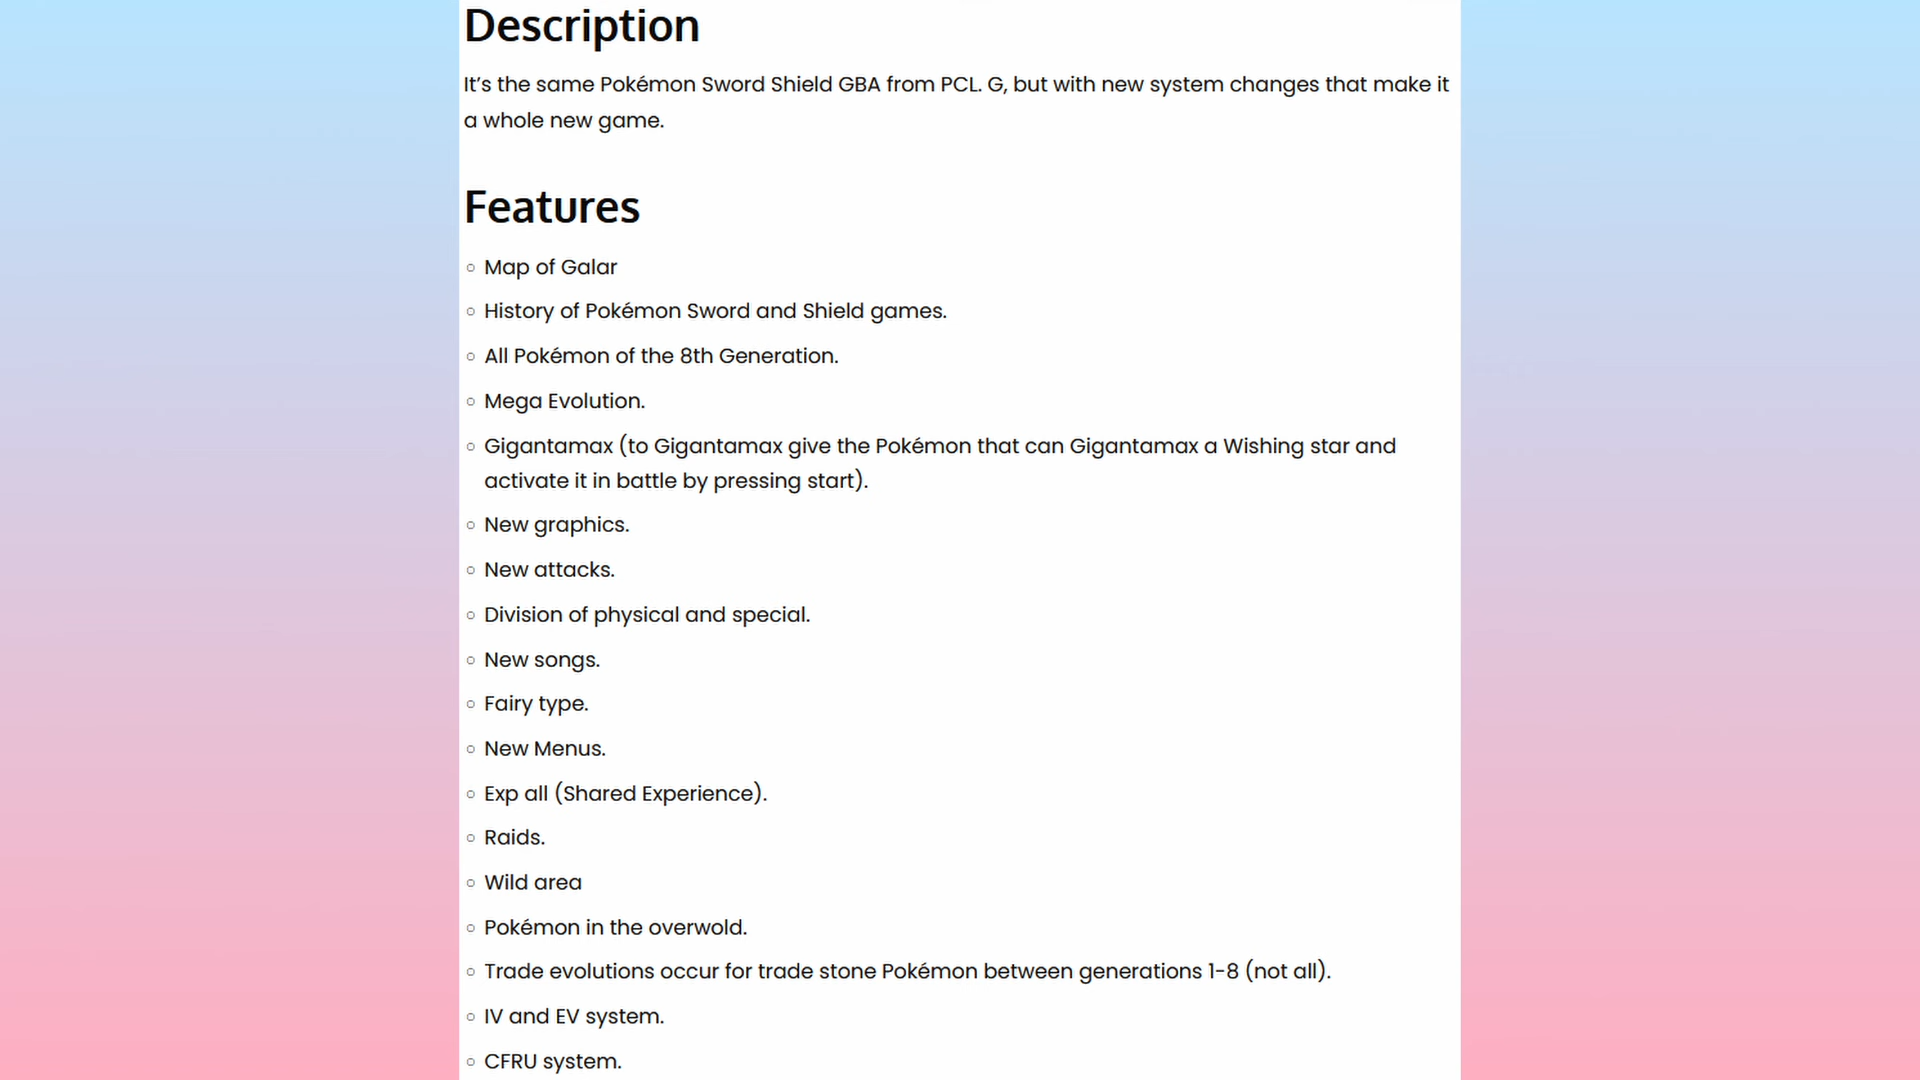 Description
It’s the same Pokémon Sword Shield GBA from PCL. G, but with new system changes that make it
a whole new game.
Features
○ Map of Galar
○ History of Pokémon Sword and Shield games.
○ All Pokémon of the 8th Generation.
○ Mega Evolution.
○ Gigantamax (to Gigantamax give the Pokémon that can Gigantamax a Wishing star and
activate it in battle by pressing start).
○ New graphics.
○ New attacks.
○ Division of physical and special.
○ New songs.
○ Fairy type.
○ New Menus.
○ Exp all (Shared Experience).
○ Raids.
○ Wild area
○ Pokémon in the overwold.
○ Trade evolutions occur for trade stone Pokémon between generations 1-8 (not all).
○ IV and EV system.
○ CFRU system.